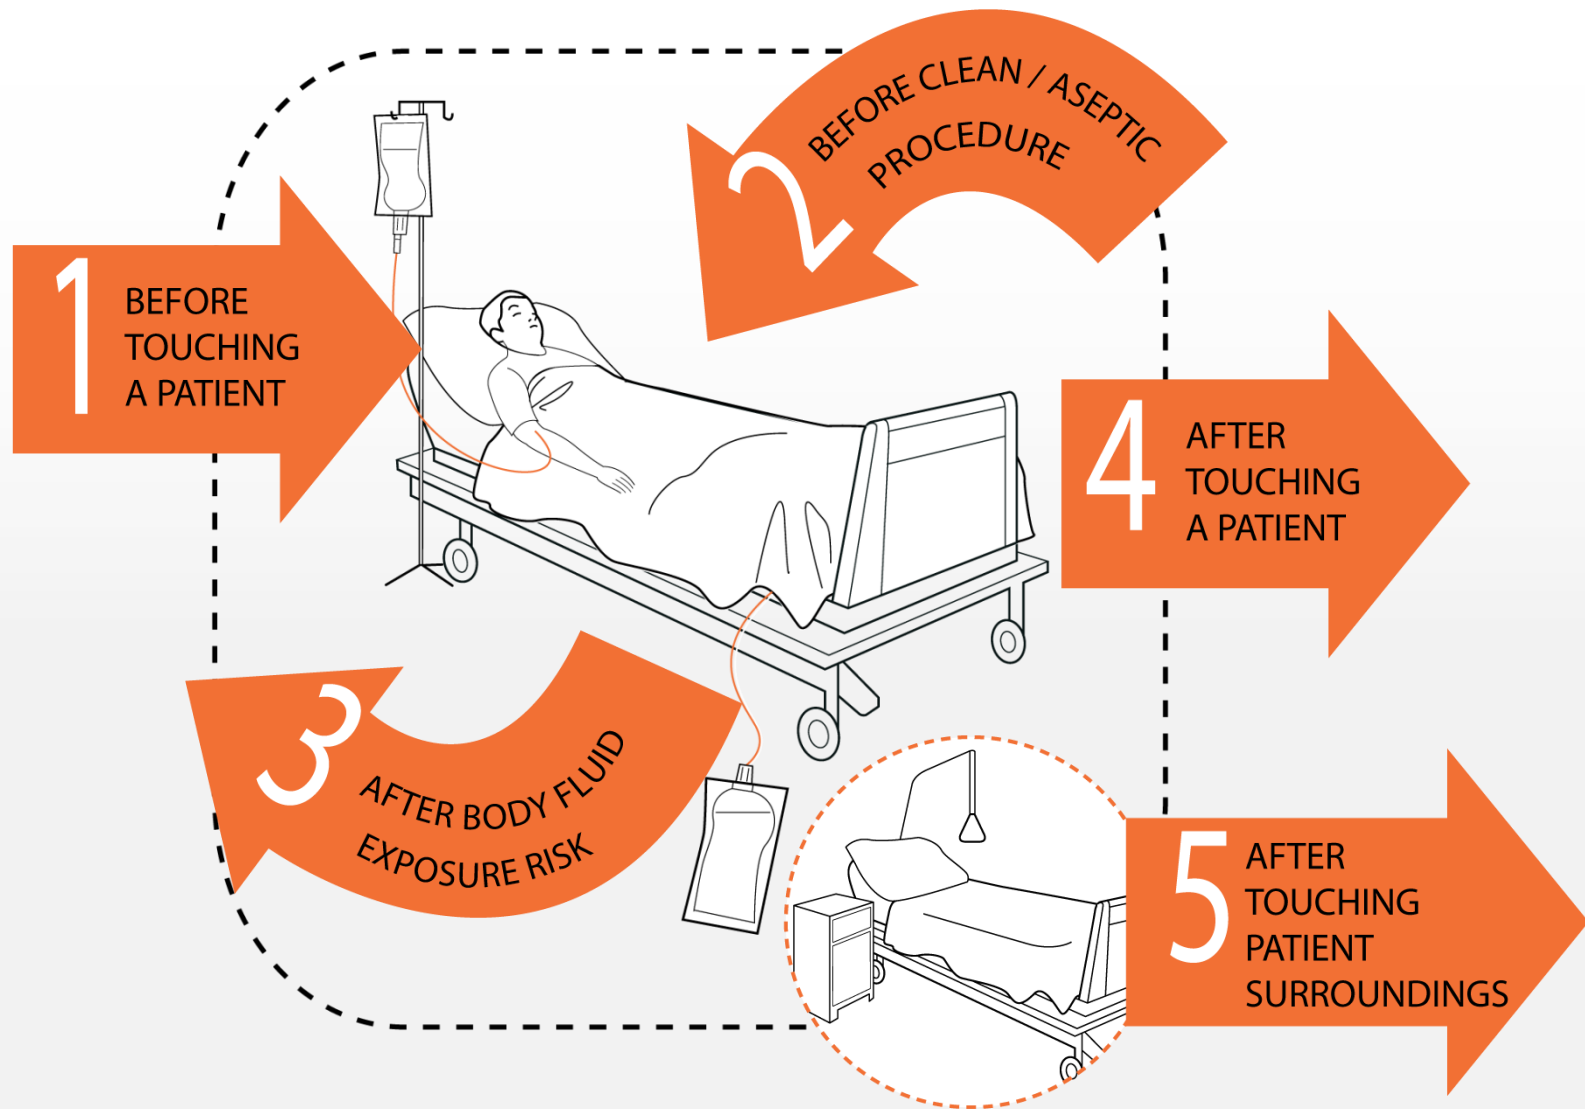 1
BEFORE
TOUCHING
A PATIENT
2
BEFORE CLEAN / ASEPTIC
PROCEDURE
3
AFTER BODY FLUID
EXPOSURE RISK
4
AFTER
TOUCHING
A PATIENT
5
AFTER
TOUCHING
PATIENT
SURROUNDINGS